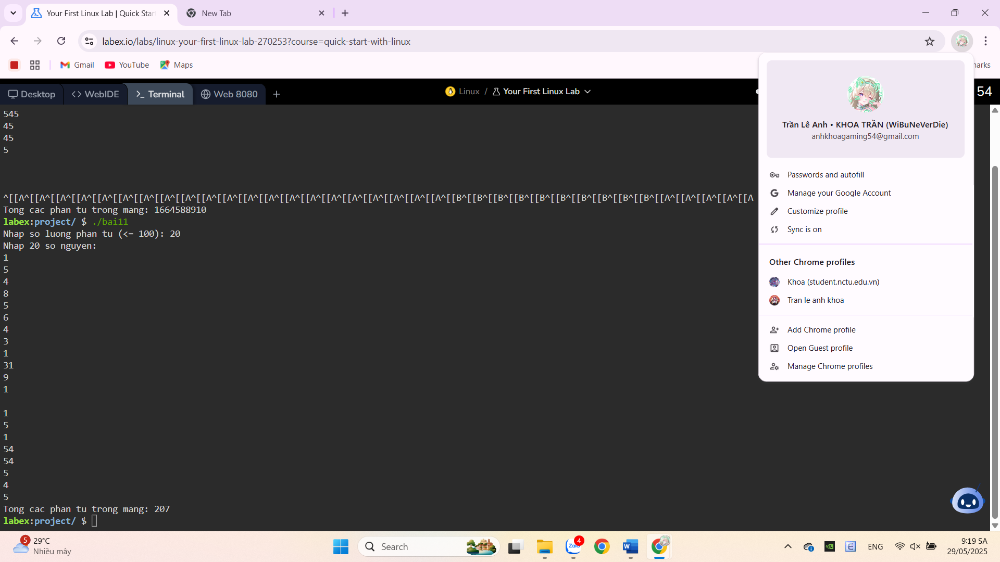 Your First Linux Lab | Quick Star
New Tab
labex.io/labs/linux-your-first-linux-lab-270253?course=quick-start-with-linux
Gmail
YouTube
Maps
marks
Desktop
WebIDE
Terminal
Web 8080
Linux / Your First Linux Lab
54
545
45
45
5
^[[A^[[A^[[A^[[A^[[A^[[A^[[A^[[A^[[A^[[A^[[A^[[A^[[A^[[A^[[A^[[A^[[A^[[A^[[A^[[A^[[A^[[B^[[B^[[B^[[B^[[B^[[B^[[B^[[B^[[B^[[B^[[A^[[A^[[A^[[A^[[A
Tong cac phan tu trong mang: 1664588910
labex:project/ $ ./bai11
Nhap so luong phan tu (<= 100): 20
Nhap 20 so nguyen:
1
5
4
8
5
6
4
3
1
31
9
1
1
5
1
54
54
5
4
5
Tong cac phan tu trong mang: 207
labex:project/ $
Trần Lê Anh • KHOA TRẦN (WiBuNeVerDie)
anhkhoagaming54@gmail.com
Passwords and autofill
Manage your Google Account
Customize profile
Sync is on
Other Chrome profiles
Khoa (student.nctu.edu.vn)
Tran le anh khoa
Add Chrome profile
Open Guest profile
Manage Chrome profiles
5
29°C
Nhiều mây
Search
Zalo
4
W
ENG
9:19 SA
29/05/2025